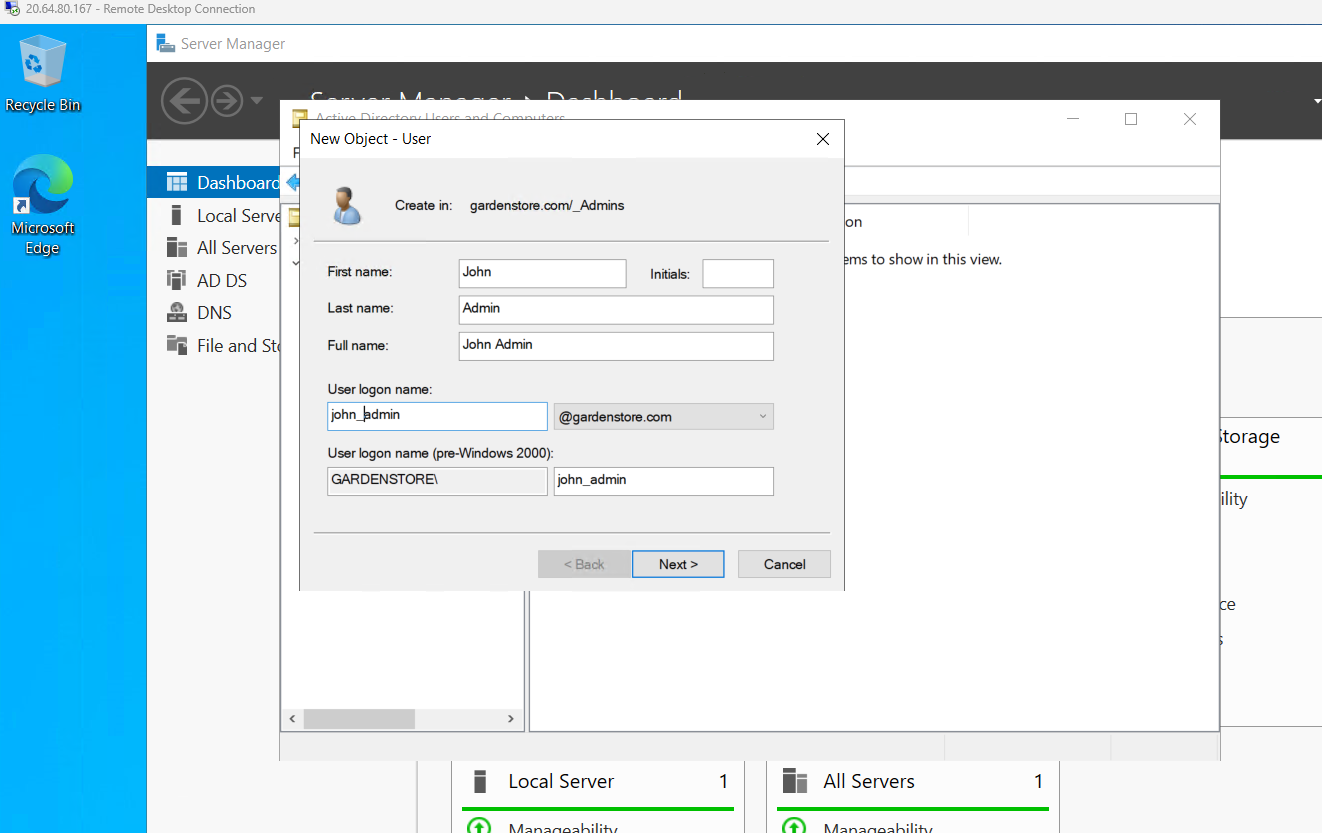 20.64.80.167 - Remote Desktop Connection
Server Manager
Recycle Bin
Server Manager Dashboard
Active Directory Users and Computers
New Object - User
F
Dashboard
Create in: gardenstore.com/_Admins
Microsoft
Edge
Local Serve
on
All Servers
ems to show in this view.
First name: John Initials:
AD DS
Last name: Admin
DNS
Full name: John Admin
File and Sto
User logon name:
john_admin @gardenstore.com
Storage
User logon name (pre-Windows 2000):
GARDENSTORE\ john_admin
ility
< Back Next > Cancel
ce
s
Local Server 1
All Servers 1
Manageability
Manageability